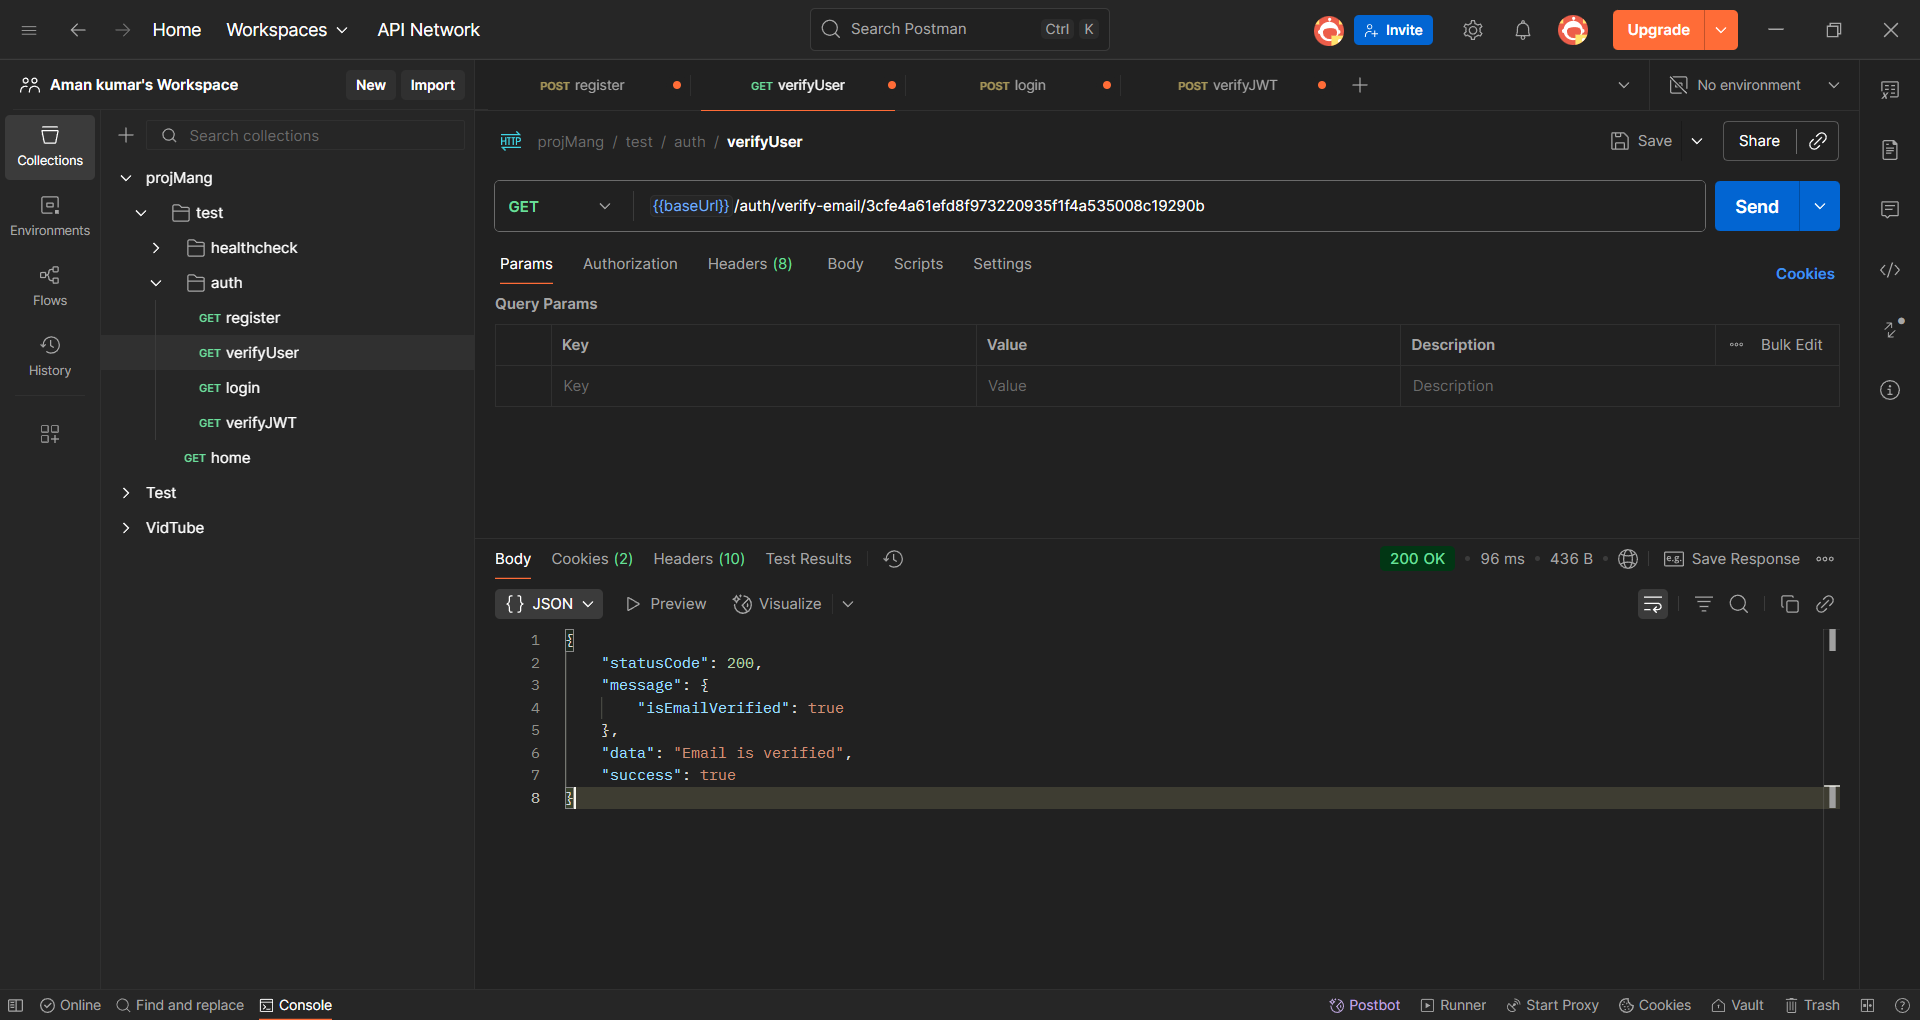 Home Workspaces API Network Search Postman Ctrl K Invite Upgrade
Aman kumar's Workspace New Import
POST register GET verifyUser POST login POST verifyJWT No environment
Collections
Environments
Flows
History
Search collections
projMang
test
healthcheck
auth
GET register
GET verifyUser
GET login
GET verifyJWT
GET home
Test
VidTube
HTTP projMang / test / auth / verifyUser Save Share
GET {{baseUrl}} /auth/verify-email/3cfe4a61efd8f973220935f1f4a535008c19290b Send
Params Authorization Headers (8) Body Scripts Settings Cookies
Query Params
Key Value Description Bulk Edit
Key Value Description
Body Cookies (2) Headers (10) Test Results 200 OK 96 ms 436 B e.g. Save Response
{} JSON Preview Visualize
1 {
2 "statusCode": 200,
3 "message": {
4 "isEmailVerified": true
5 },
6 "data": "Email is verified",
7 "success": true
8 }
Online Find and replace Console Postbot Runner Start Proxy Cookies Vault Trash